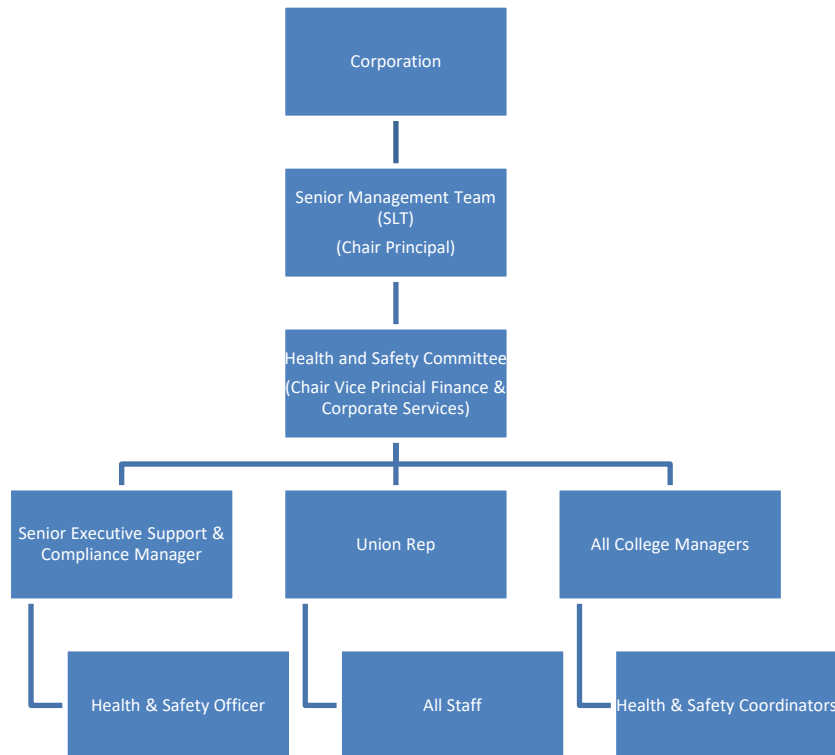 Corporation
Senior Management Team
(SLT)
(Chair Principal)
Health and Safety Committee
(Chair Vice Princial Finance &
Corporate Services)
Senior Executive Support &
Compliance Manager
Union Rep
All College Managers
Health & Safety Officer
All Staff
Health & Safety Coordinators